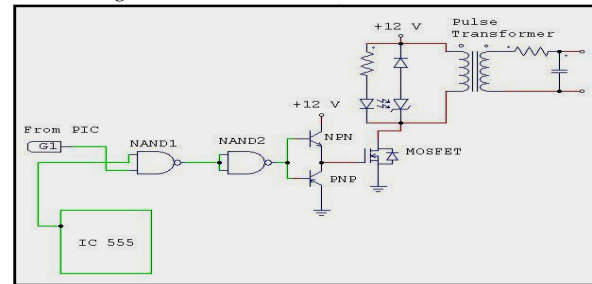 +12 V
Pulse
Transformer
+12 V
From PIC
G1
NAND1
NAND2
NPN
PNP
MOSFET
IC 555